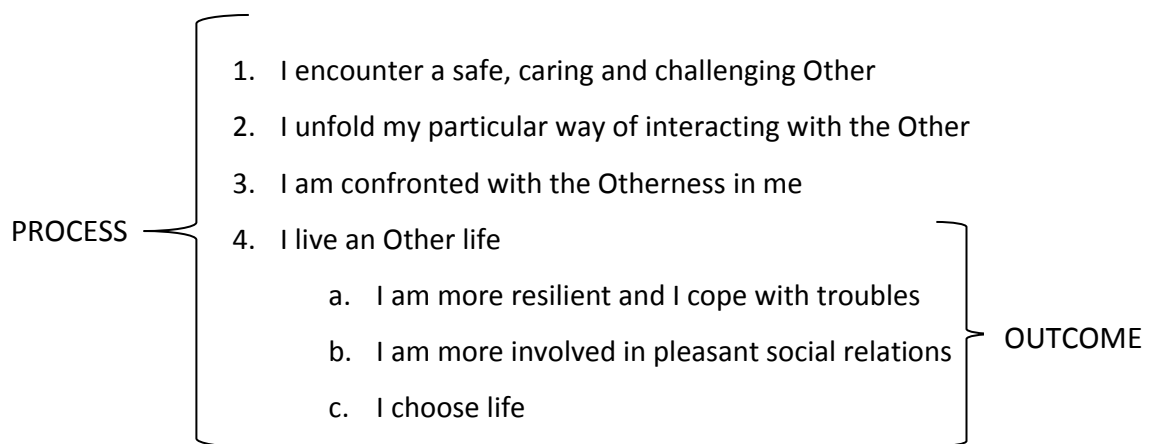 1. I encounter a safe, caring and challenging Other
2. I unfold my particular way of interacting with the Other
3. I am confronted with the Otherness in me
PROCESS
4. I live an Other life
a. I am more resilient and I cope with troubles
b. I am more involved in pleasant social relations
OUTCOME
c. I choose life